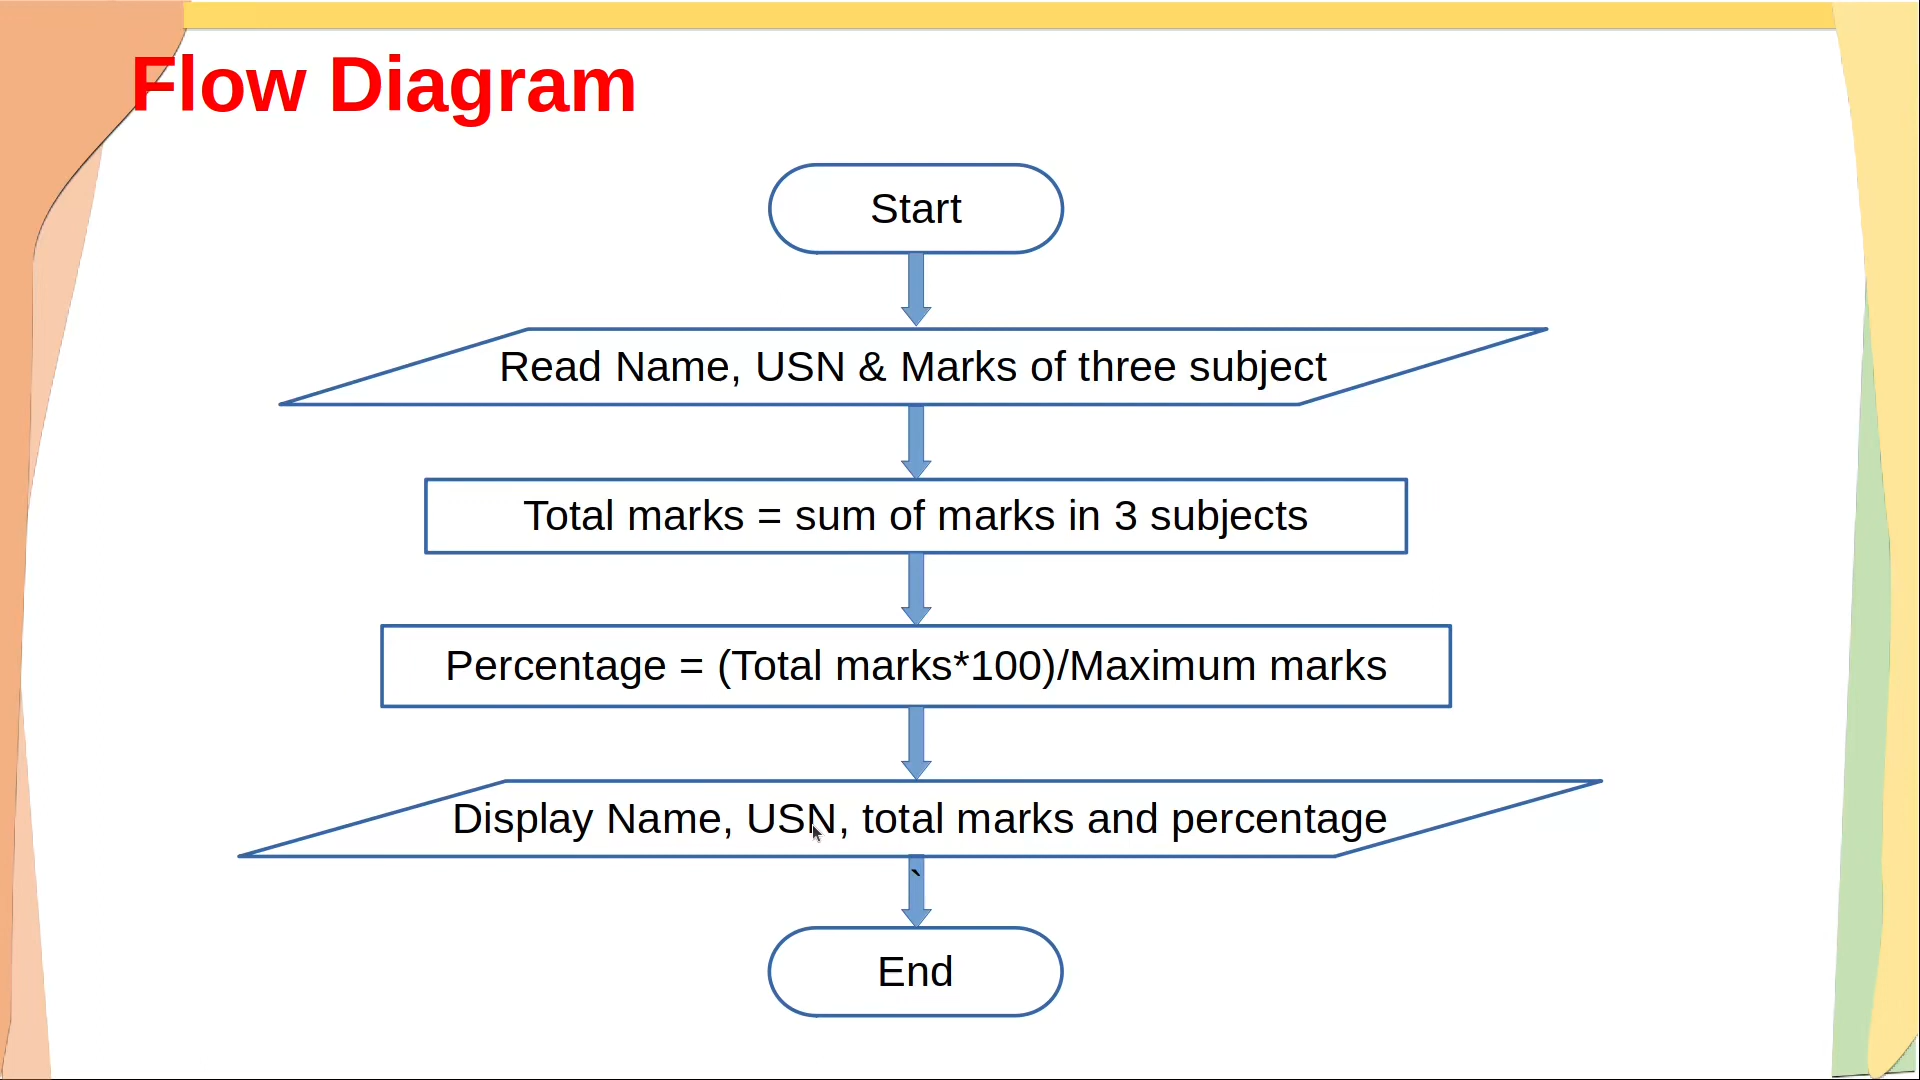 Flow Diagram
Start
Read Name, USN & Marks of three subject
Total marks = sum of marks in 3 subjects
Percentage = (Total marks*100)/Maximum marks
Display Name, USN, total marks and percentage
`
End